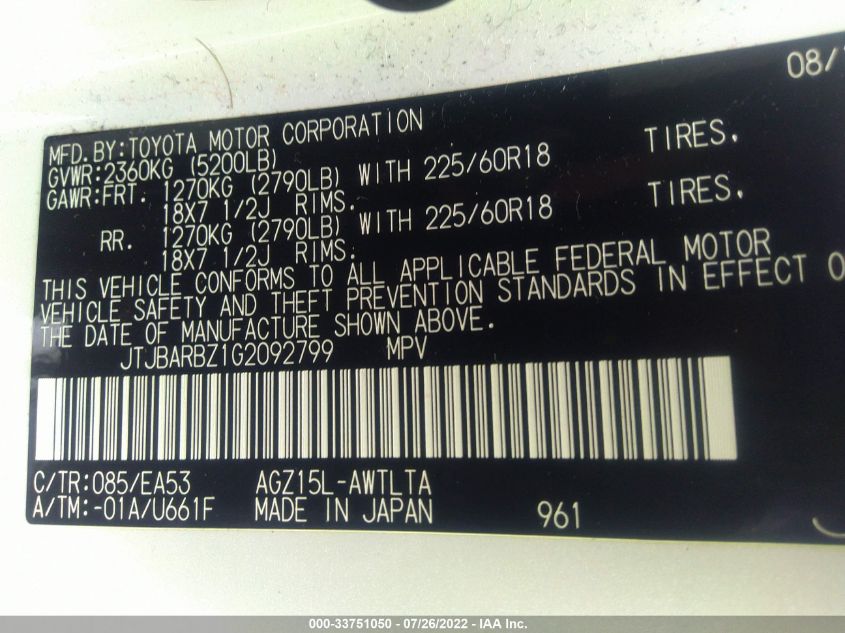 08/
MFD.BY:TOYOTA MOTOR CORPORATION
GVWR:2360KG (5200LB)
GAWR:FRT. 1270KG (2790LB) WITH 225/60R18 TIRES.
18X7 1/2J RIMS.
RR. 1270KG (2790LB) WITH 225/60R18 TIRES.
18X7 1/2J RIMS.
THIS VEHICLE CONFORMS TO ALL APPLICABLE FEDERAL MOTOR
VEHICLE SAFETY AND THEFT PREVENTION STANDARDS IN EFFECT O
THE DATE OF MANUFACTURE SHOWN ABOVE.
JTJBARBZ1G2092799 MPV
C/TR:085/EA53 AGZ15L-AWTLTA
A/TM:-01A/U661F MADE IN JAPAN 961
000-33751050 - 07/26/2022 - IAA Inc.